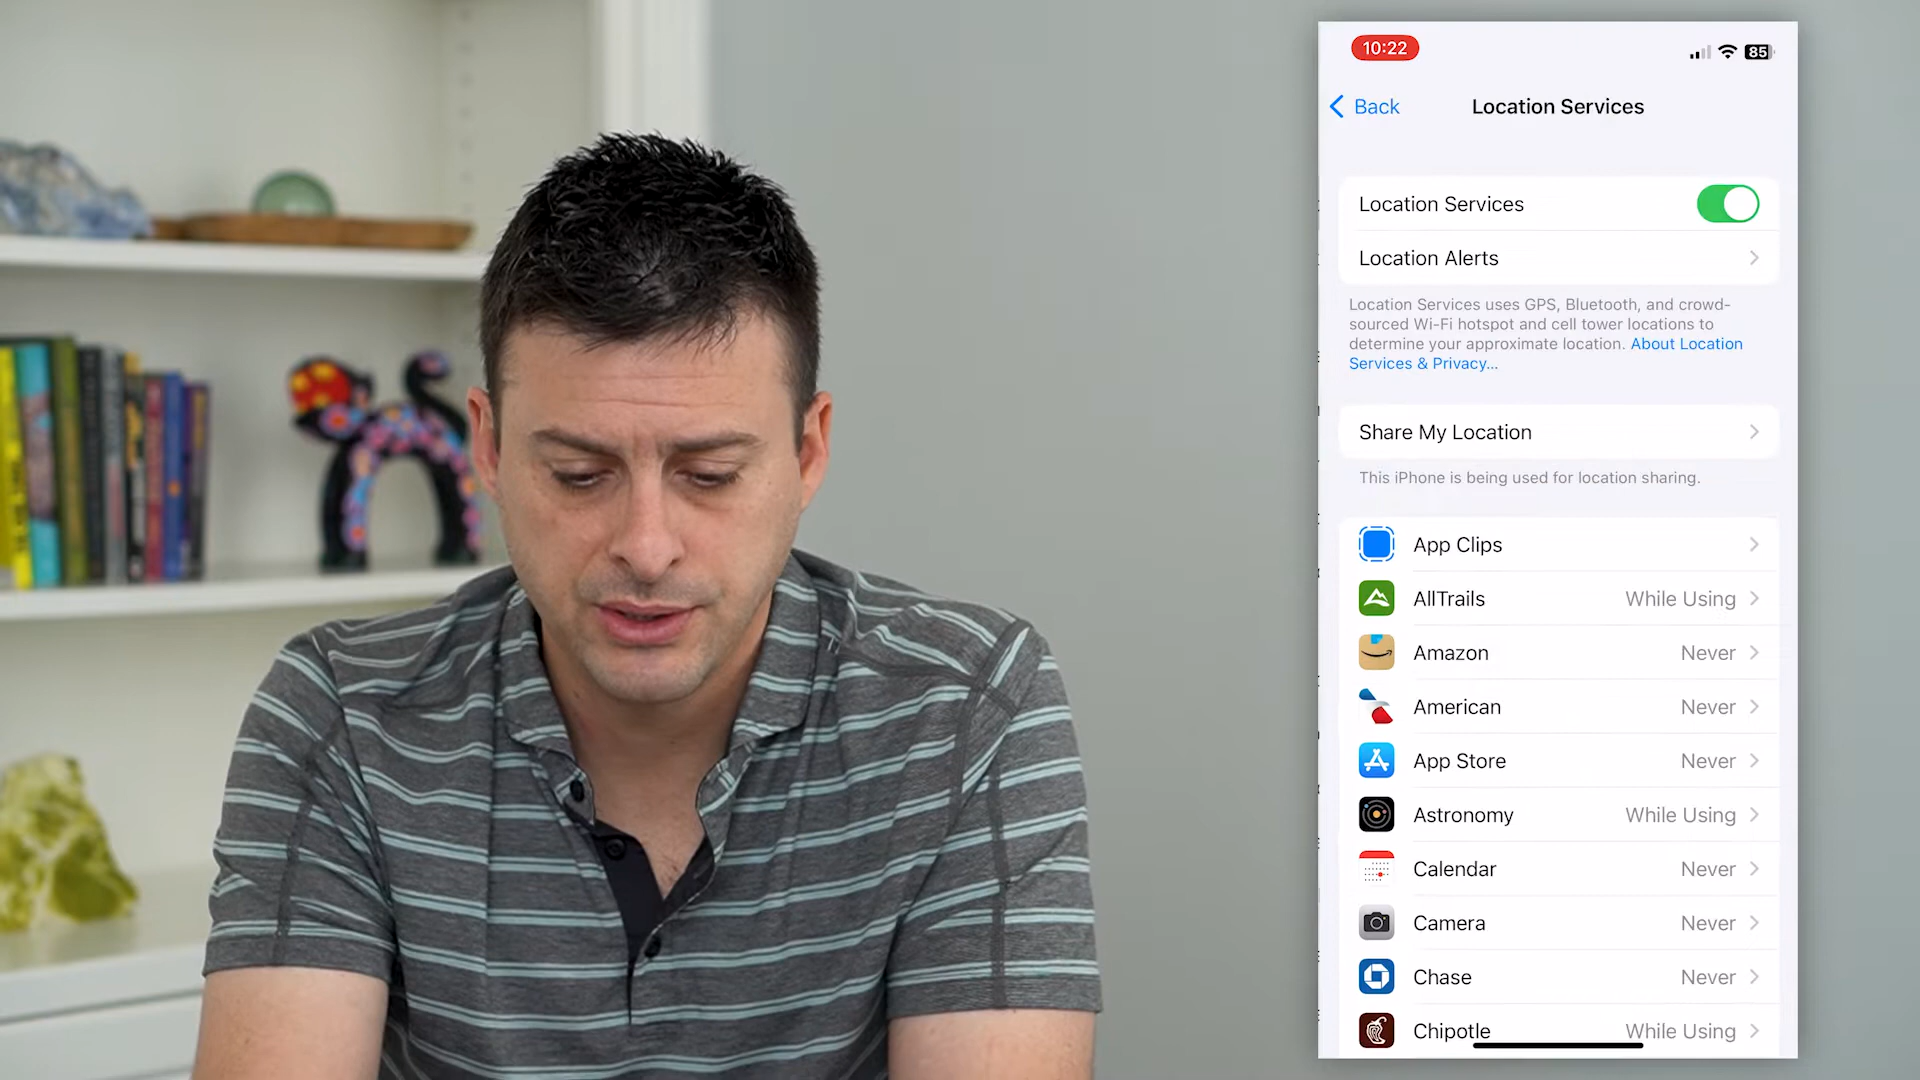 10:22
85
Back
Location Services
Location Services
Location Alerts
Location Services uses GPS, Bluetooth, and crowd-
sourced Wi-Fi hotspot and cell tower locations to
determine your approximate location. About Location
Services & Privacy...
Share My Location
This iPhone is being used for location sharing.
App Clips
AllTrails While Using
Amazon Never
American Never
App Store Never
Astronomy While Using
Calendar Never
Camera Never
Chase Never
Chipotle While Using